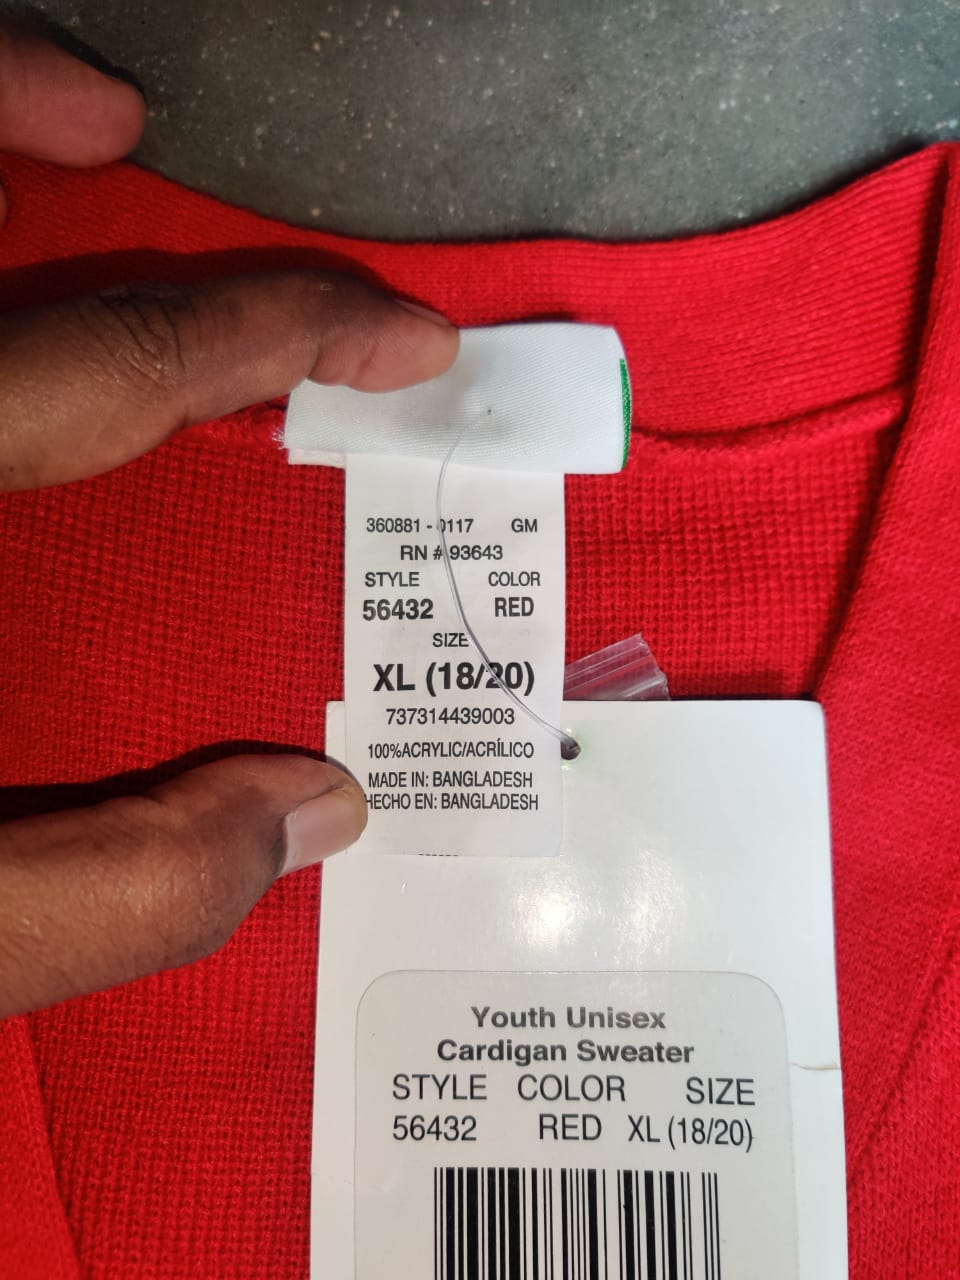 360881 - 0117 GM
RN # 93643
STYLE COLOR
56432 RED
SIZE
XL (18/20)
737314439003
100%ACRYLIC/ACRÍLICO
MADE IN: BANGLADESH
HECHO EN: BANGLADESH
Youth Unisex
Cardigan Sweater
STYLE COLOR SIZE
56432 RED XL (18/20)